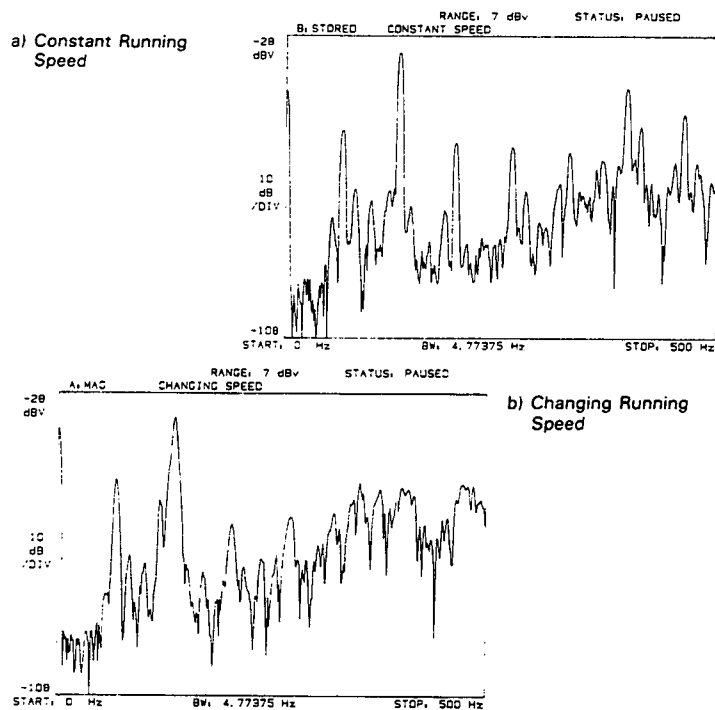 a) Constant Running
Speed
RANGE: 7 dBv STATUS: PAUSED
B: STORED CONSTANT SPEED
-28
dBV
10
dB
/DIV
-108
START: 0 Hz BW: 4.77375 Hz STOP: 500 Hz
RANGE: 7 dBv STATUS: PAUSED
A: MAG CHANGING SPEED
-28
dBV
b) Changing Running
Speed
10
dB
/DIV
-108
START: 0 Hz BW: 4.77375 Hz STOP: 500 Hz